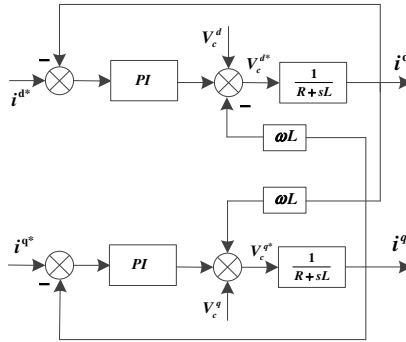 V_c^d
i^{d*}
−
PI
V_c^{d*}
−
1
R+sL
i^d
ωL
ωL
i^{q*}
−
PI
V_c^{q*}
1
R+sL
i^q
V_c^q